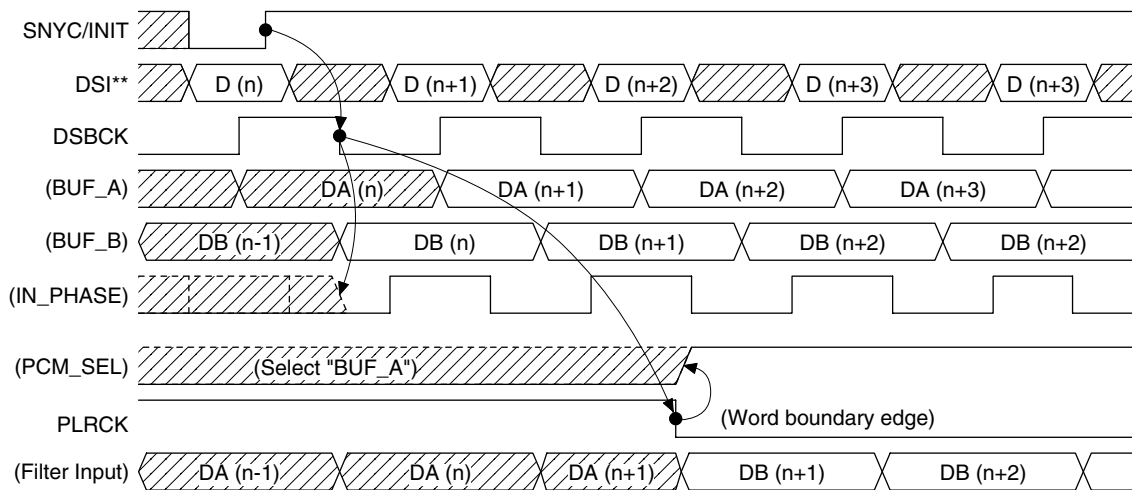 SNYC/INIT
DSI** D (n) D (n+1) D (n+2) D (n+3) D (n+3)
DSBCK
(BUF_A) DA (n) DA (n+1) DA (n+2) DA (n+3)
(BUF_B) DB (n-1) DB (n) DB (n+1) DB (n+2) DB (n+2)
(IN_PHASE)
(PCM_SEL) (Select "BUF_A")
PLRCK (Word boundary edge)
(Filter Input) DA (n-1) DA (n) DA (n+1) DB (n+1) DB (n+2)